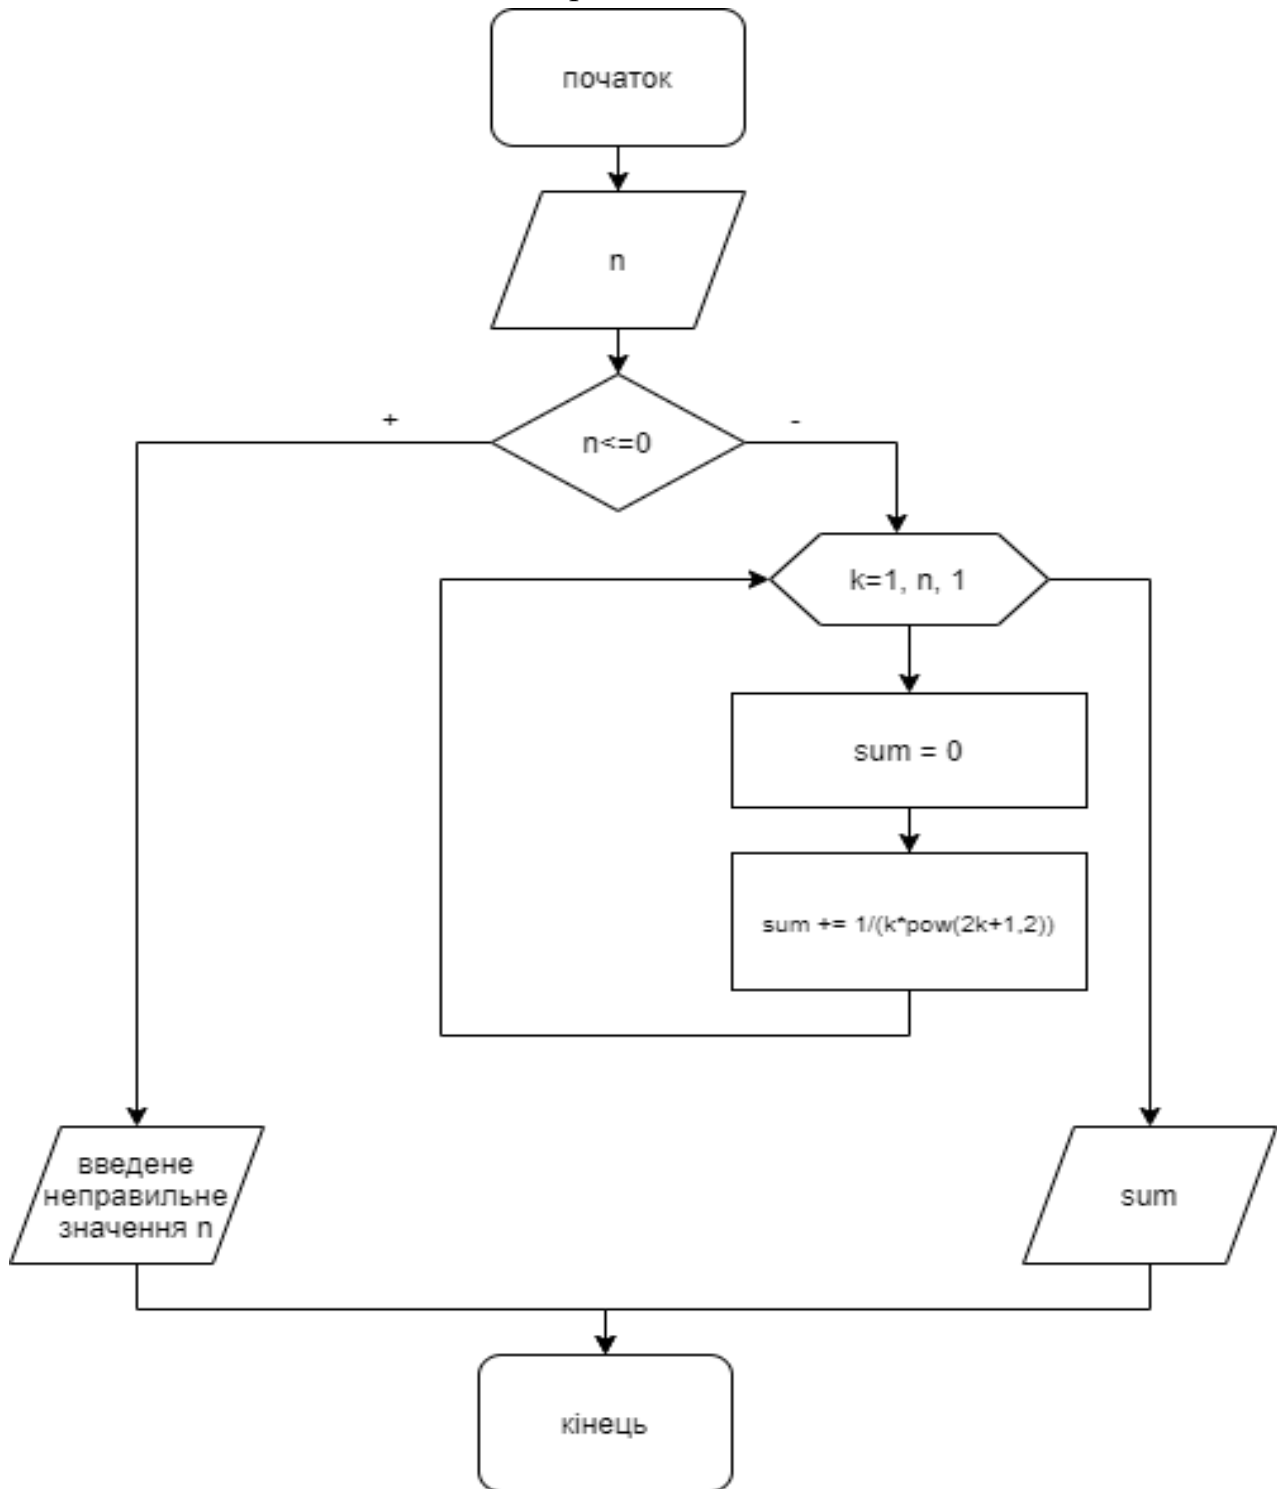 початок
n
n<=0
+
-
k=1, n, 1
sum = 0
sum += 1/(k*pow(2k+1,2))
введене
неправильне
значення n
sum
кінець